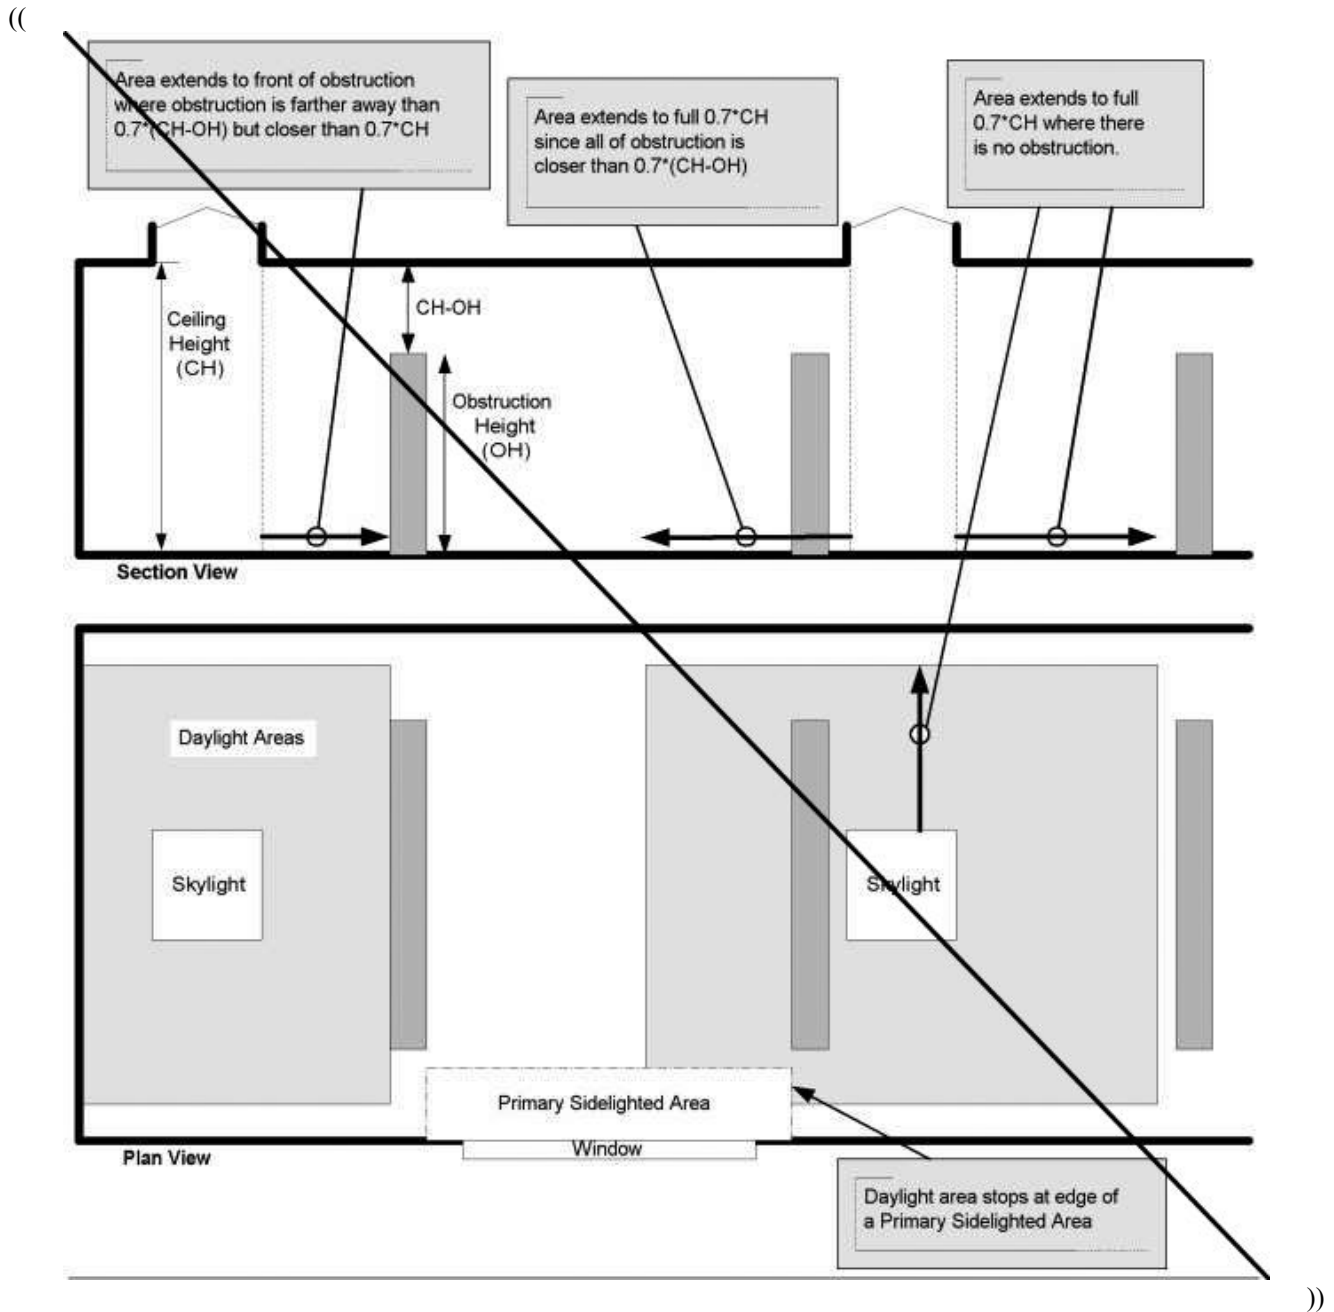 ((
Area extends to front of obstruction
where obstruction is farther away than
0.7*(CH-OH) but closer than 0.7*CH
Area extends to full 0.7*CH
since all of obstruction is
closer than 0.7*(CH-OH)
Area extends to full
0.7*CH where there
is no obstruction.
CH-OH
Ceiling
Height
(CH)
Obstruction
Height
(OH)
Section View
Daylight Areas
Skylight
Skylight
Primary Sidelighted Area
Window
Plan View
Daylight area stops at edge of
a Primary Sidelighted Area
))